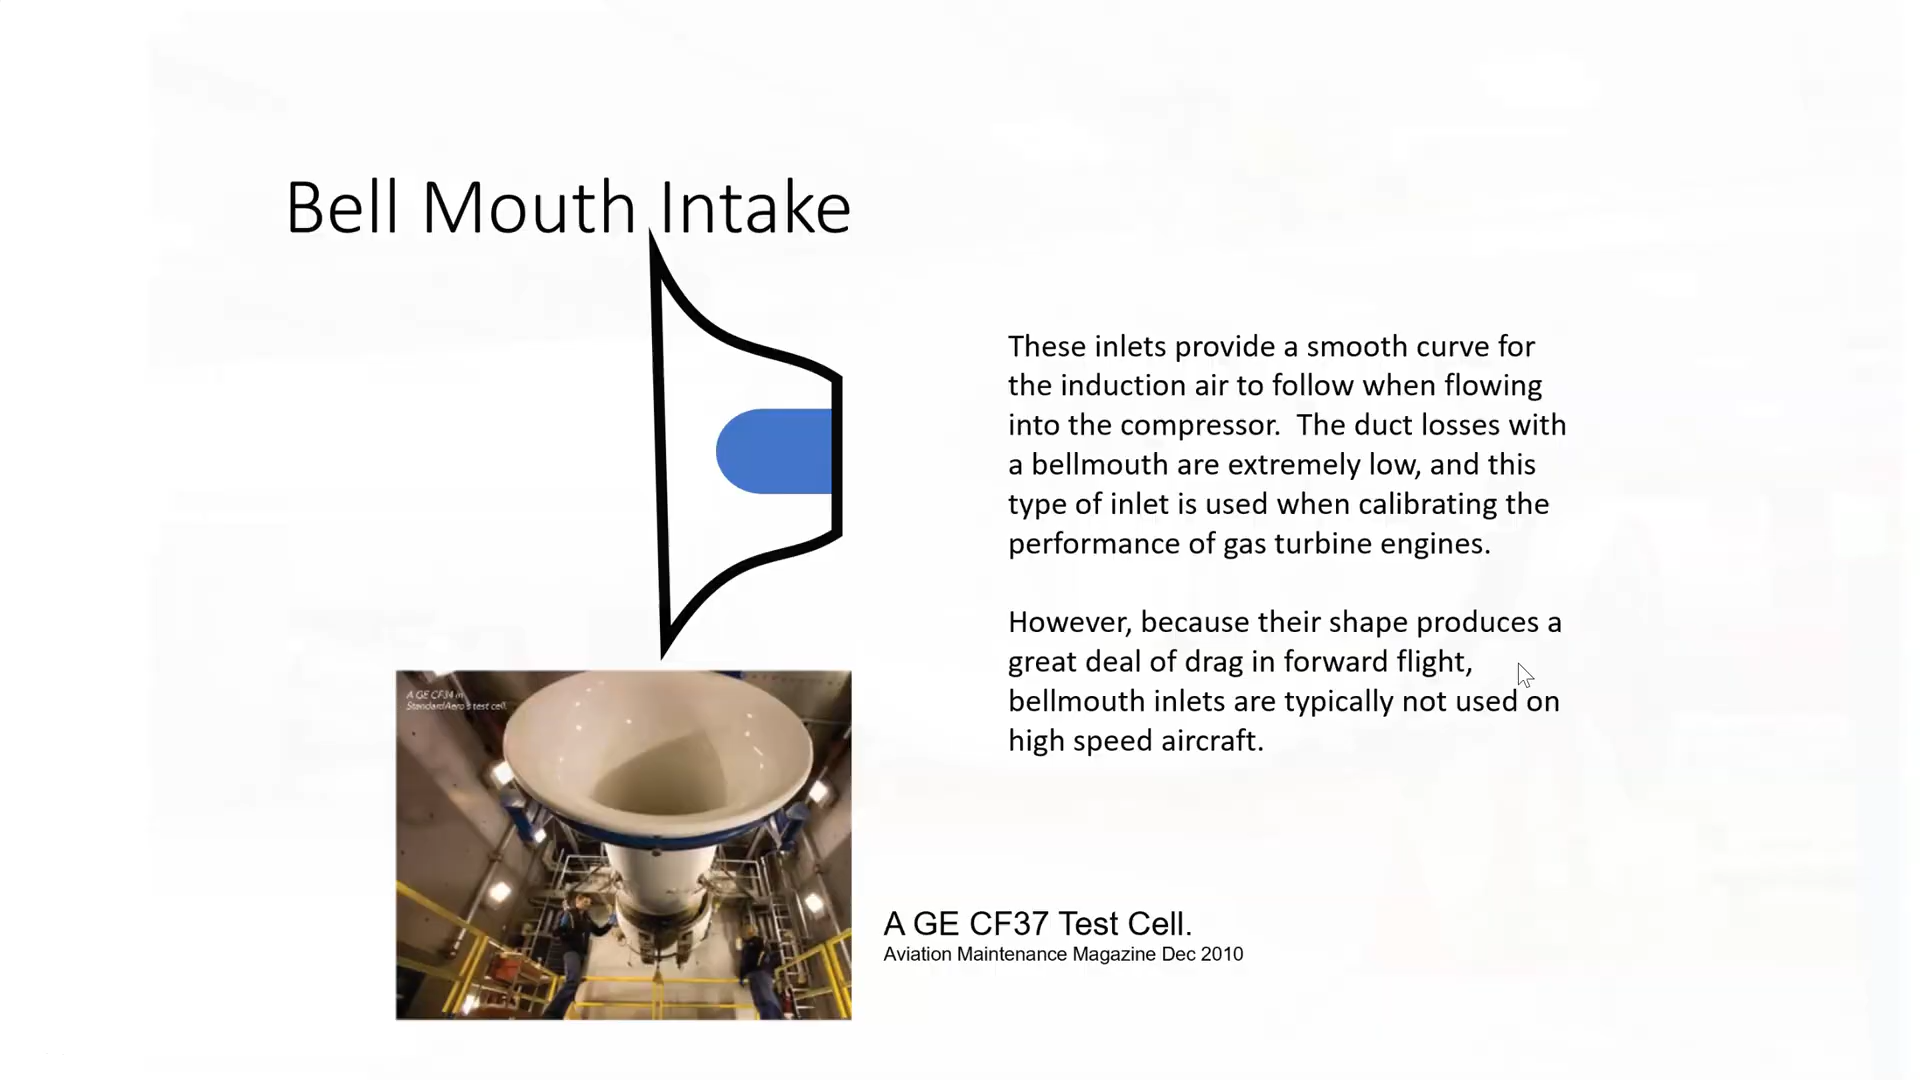 Bell Mouth Intake
These inlets provide a smooth curve for
the induction air to follow when flowing
into the compressor.  The duct losses with
a bellmouth are extremely low, and this
type of inlet is used when calibrating the
performance of gas turbine engines.
However, because their shape produces a
great deal of drag in forward flight,
bellmouth inlets are typically not used on
high speed aircraft.
A GE CF34 in
StandardAero's test cell.
A GE CF37 Test Cell.
Aviation Maintenance Magazine Dec 2010